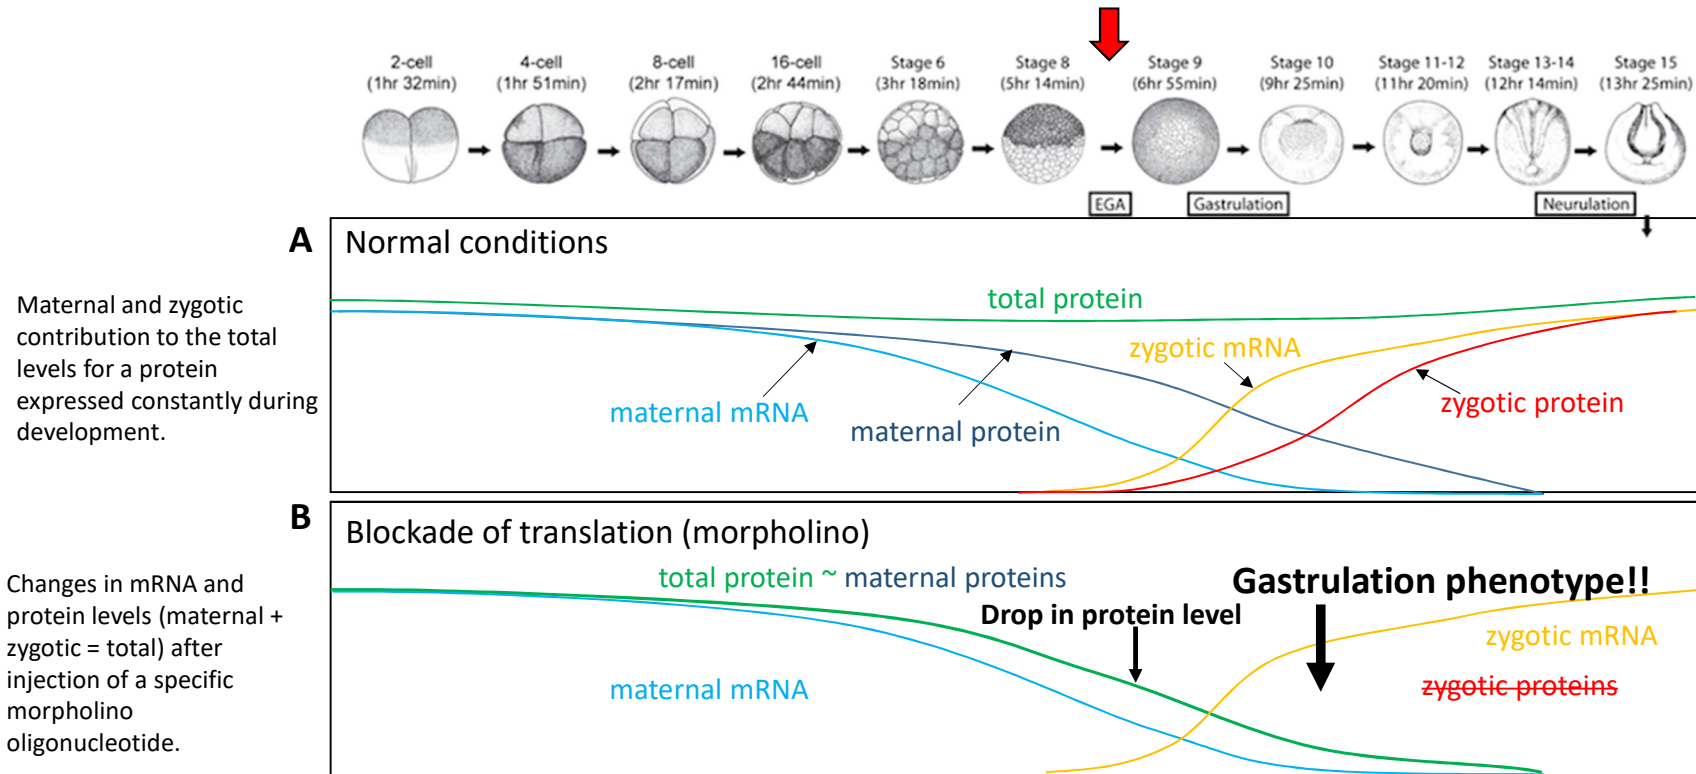 2-cell
(1hr 32min)
4-cell
(1hr 51min)
8-cell
(2hr 17min)
16-cell
(2hr 44min)
Stage 6
(3hr 18min)
Stage 8
(5hr 14min)
Stage 9
(6hr 55min)
Stage 10
(9hr 25min)
Stage 11-12
(11hr 20min)
Stage 13-14
(12hr 14min)
Stage 15
(13hr 25min)
EGA
Gastrulation
Neurulation
A
Normal conditions
Maternal and zygotic
contribution to the total
levels for a protein
expressed constantly during
development.
total protein
zygotic mRNA
maternal mRNA
maternal protein
zygotic protein
B
Blockade of translation (morpholino)
Changes in mRNA and
protein levels (maternal +
zygotic = total) after
injection of a specific
morpholino
oligonucleotide.
total protein ~ maternal proteins
Drop in protein level
Gastrulation phenotype!!
zygotic mRNA
maternal mRNA
zygotic proteins